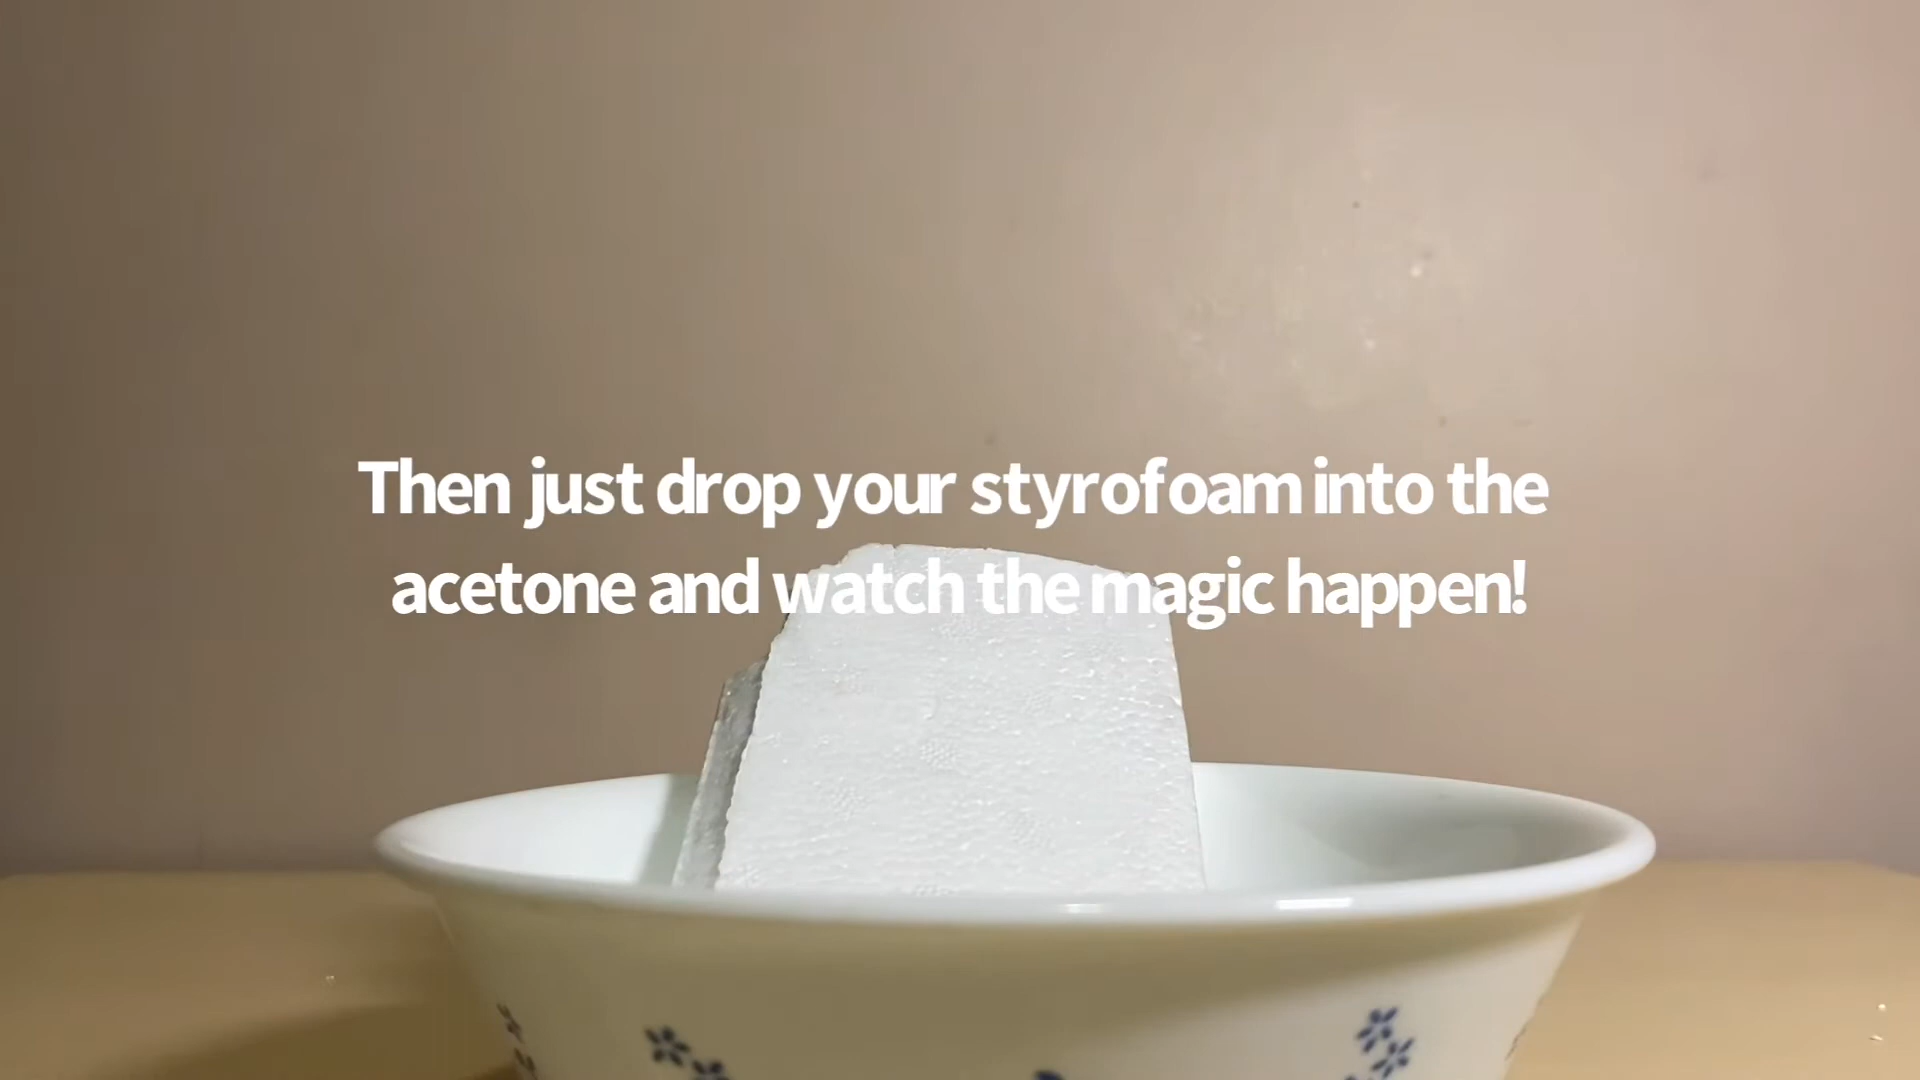 Then just drop your styrofoam into the
acetone and watch the magic happen!